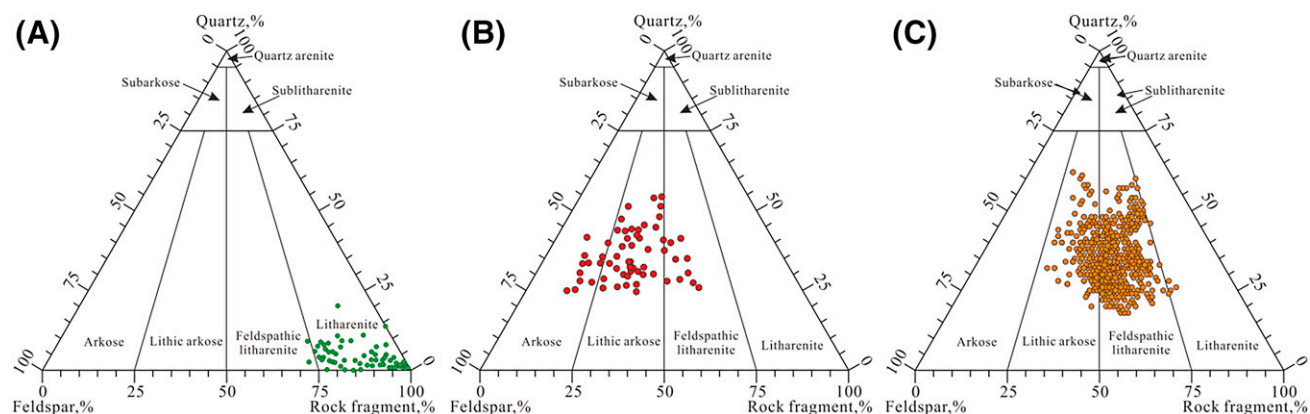 (A)
Quartz,%
0
100
Quartz arenite
Subarkose
Sublitharenite
25
75
50
50
75
25
Litharenite
Arkose
Lithic arkose
Feldspathic
litharenite
100
0
0
25
50
75
100
Feldspar,%
Rock fragment,%
(B)
Quartz,%
0
100
Quartz arenite
Subarkose
Sublitharenite
25
75
50
50
75
25
Arkose
Lithic arkose
Feldspathic
litharenite
Litharenite
100
0
0
25
50
75
100
Feldspar,%
Rock fragment,%
(C)
Quartz,%
0
100
Quartz arenite
Subarkose
Sublitharenite
25
75
50
50
75
25
Arkose
Lithic arkose
Feldspathic
litharenite
Litharenite
100
0
0
25
50
75
100
Feldspar,%
Rock fragment,%